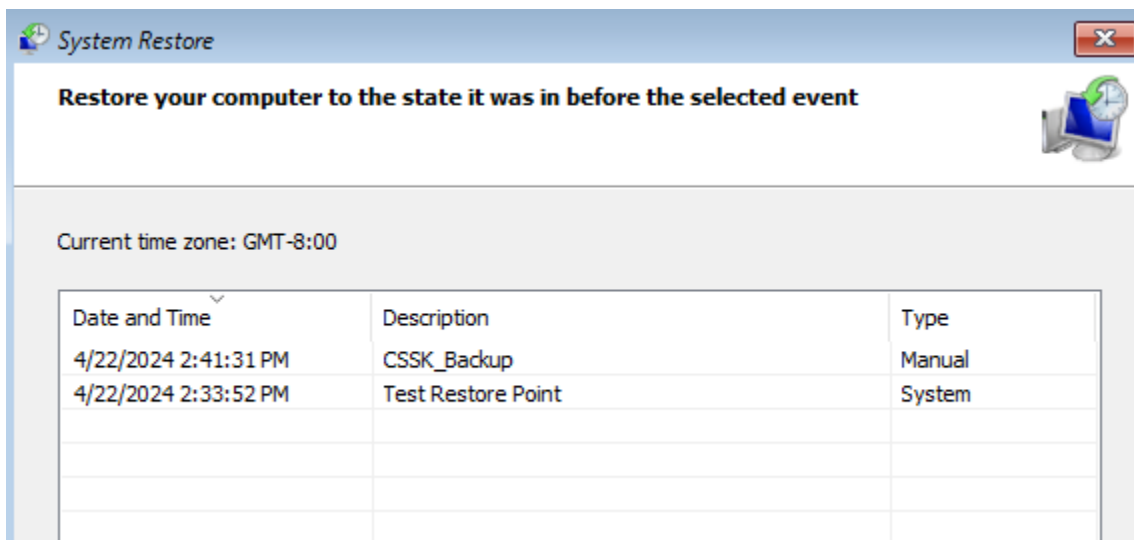 System Restore
Restore your computer to the state it was in before the selected event
Current time zone: GMT-8:00
Date and Time Description Type
4/22/2024 2:41:31 PM CSSK_Backup Manual
4/22/2024 2:33:52 PM Test Restore Point System